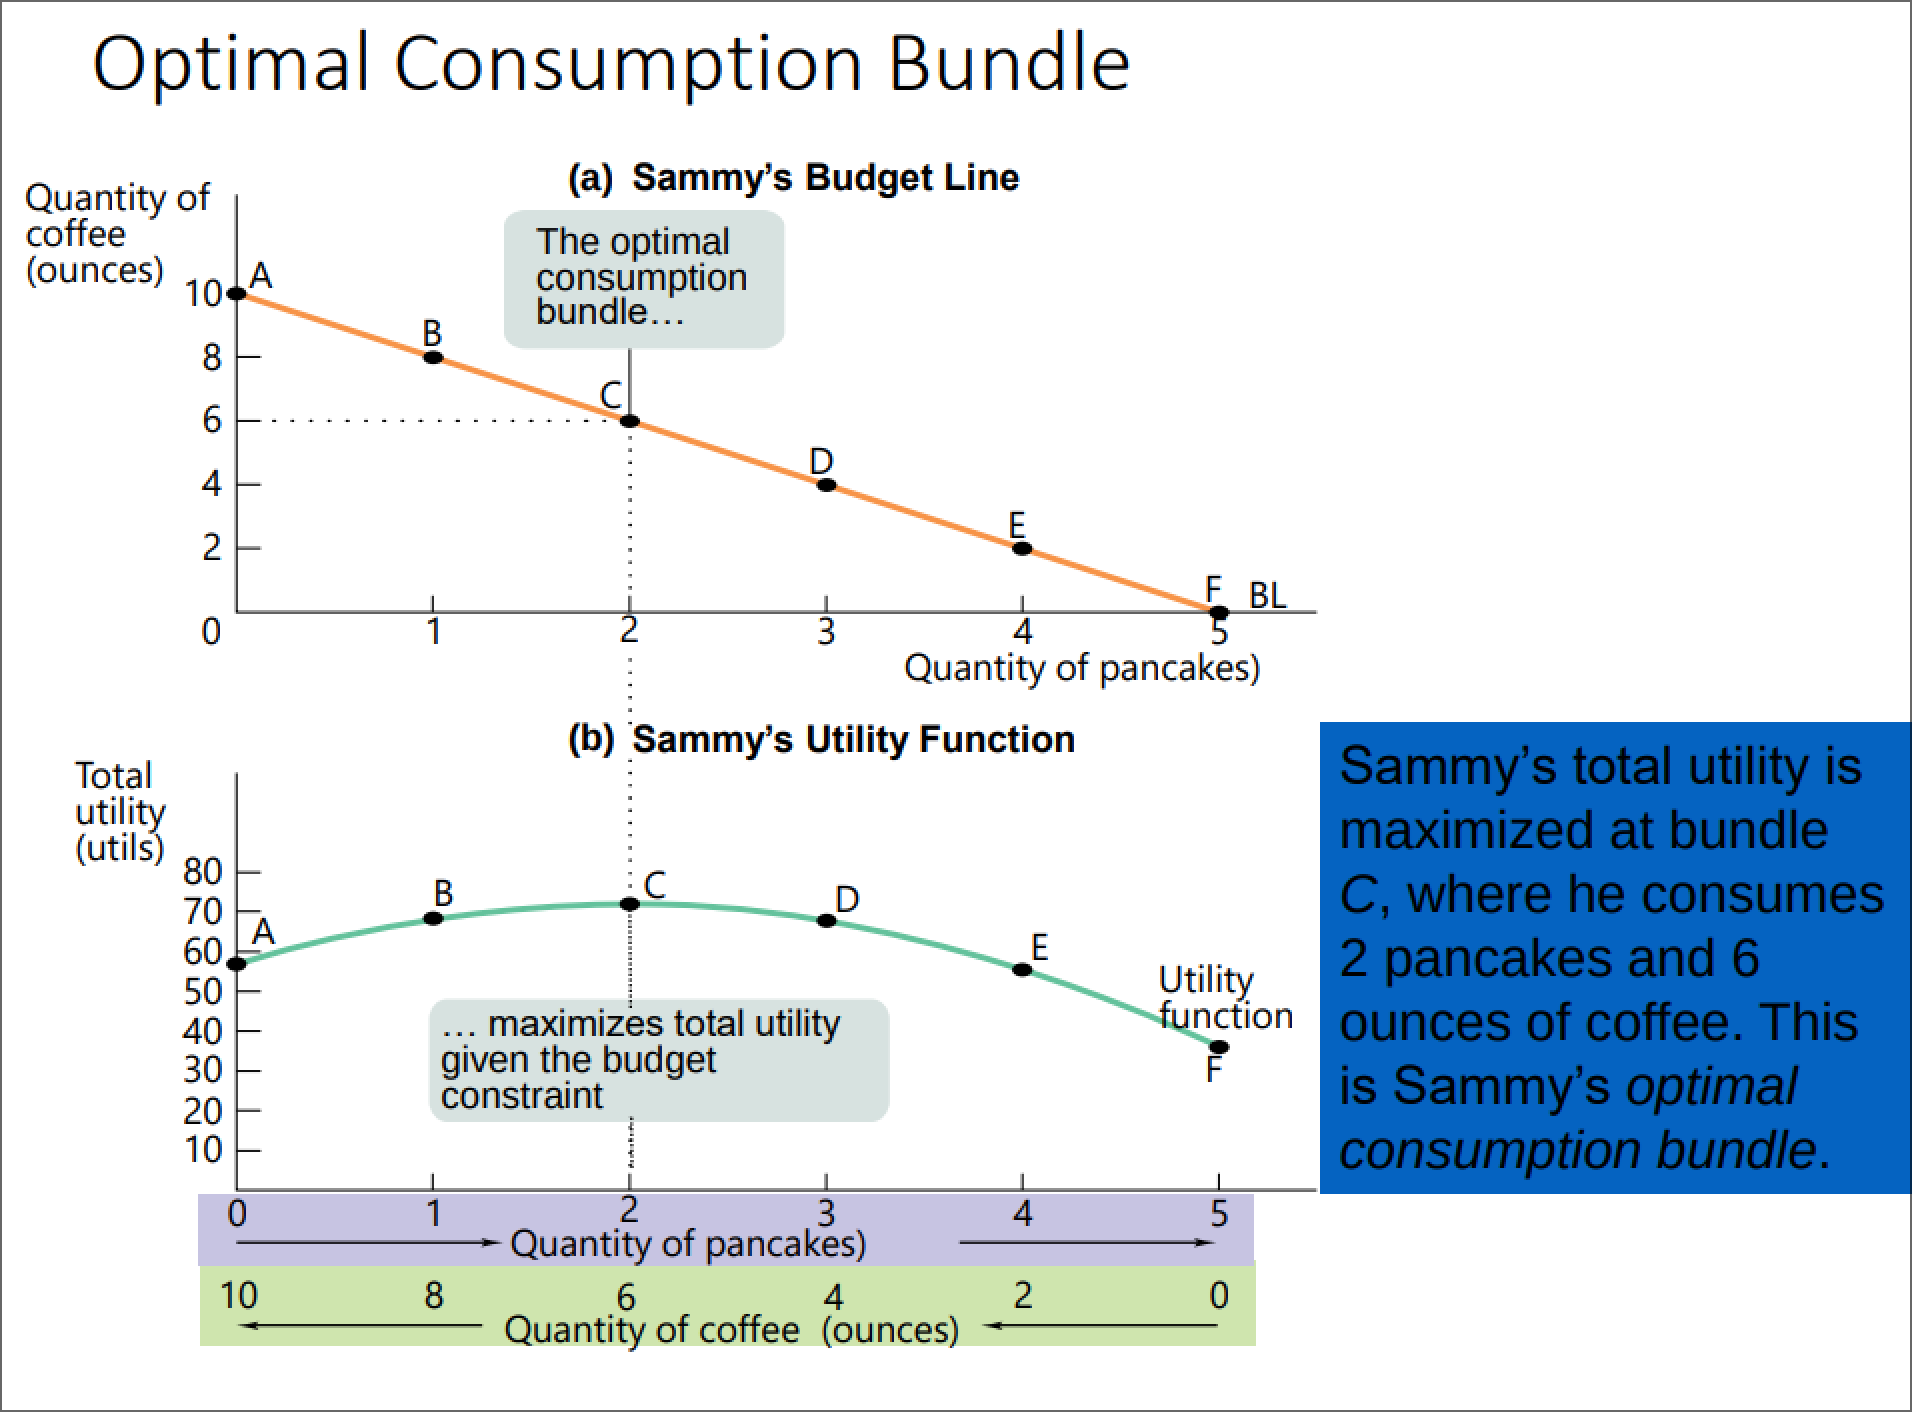 Optimal Consumption Bundle
(a) Sammy’s Budget Line
Quantity of
coffee
(ounces)
The optimal
consumption
bundle…
10
A
8
B
6
C
4
D
2
E
F
BL
0
1
2
3
4
5
Quantity of pancakes)
(b) Sammy’s Utility Function
Total
utility
(utils)
80
70
60
50
40
30
20
10
A
B
C
D
E
Utility
function
F
… maximizes total utility
given the budget
constraint
0 1 2 3 4 5
Quantity of pancakes)
10 8 6 4 2 0
Quantity of coffee (ounces)
Sammy’s total utility is
maximized at bundle
C, where he consumes
2 pancakes and 6
ounces of coffee. This
is Sammy’s optimal
consumption bundle.